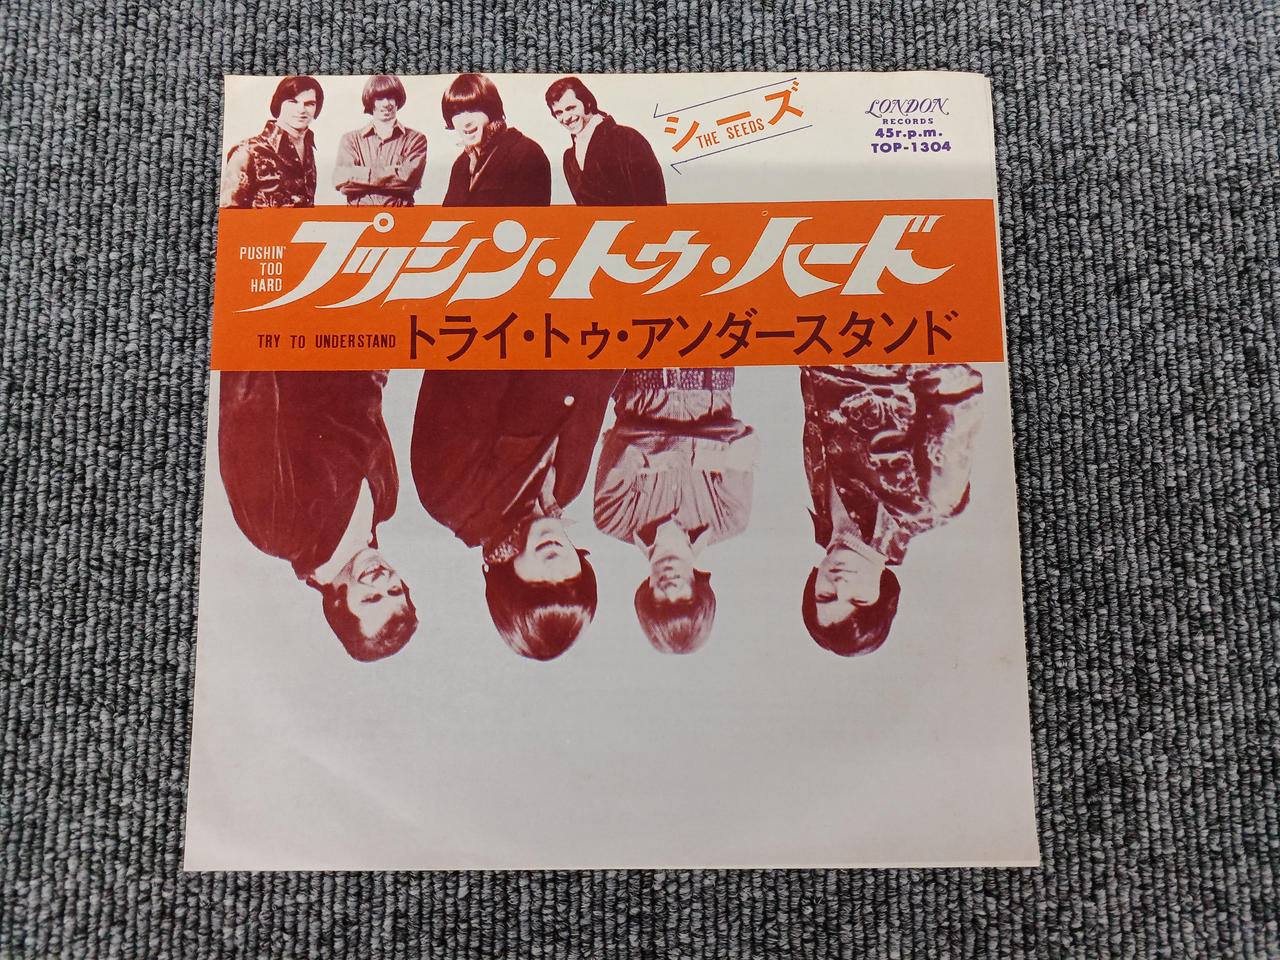 シーズ
THE SEEDS
LONDON
RECORDS
45r.p.m.
TOP-1304
PUSHIN'
TOO
HARD
プッシン・トゥ・ハード
TRY TO UNDERSTAND
トライ・トゥ・アンダースタンド